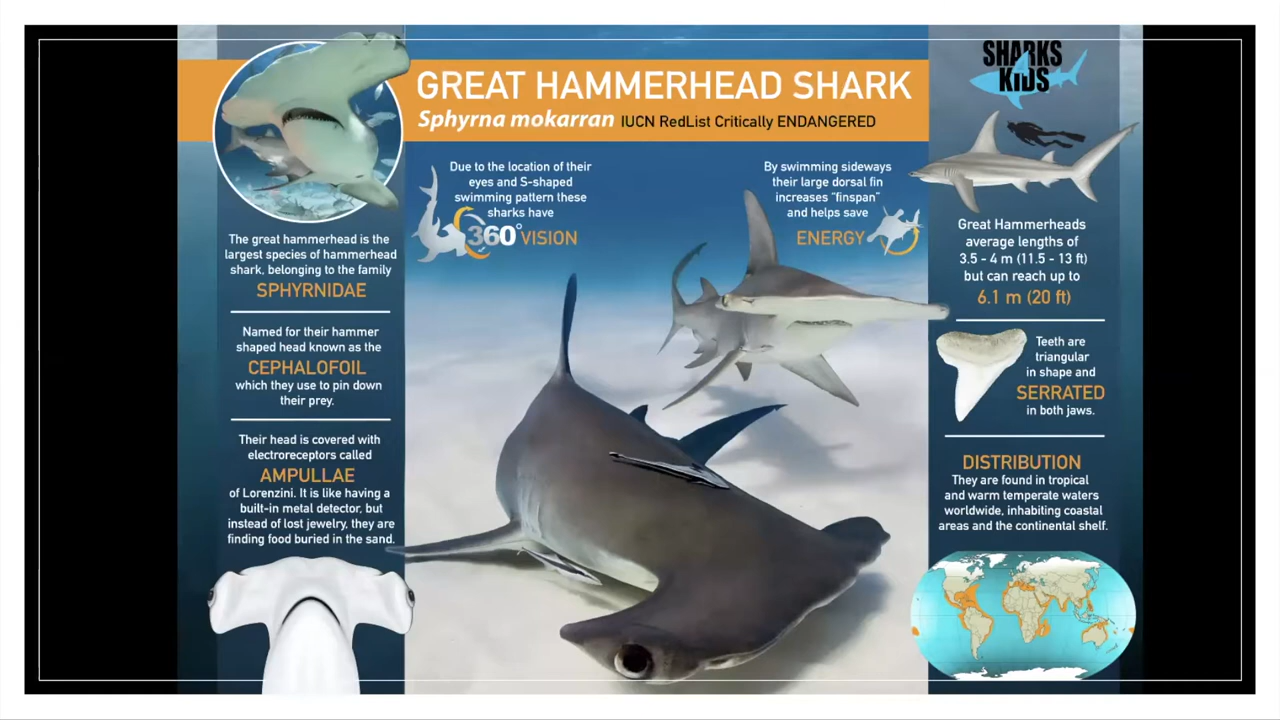 GREAT HAMMERHEAD SHARK
Sphyrna mokarran IUCN RedList Critically ENDANGERED
The great hammerhead is the
largest species of hammerhead
shark, belonging to the family
SPHYRNIDAE
Named for their hammer
shaped head known as the
CEPHALOFOIL
which they use to pin down
their prey.
Their head is covered with
electroreceptors called
AMPULLAE
of Lorenzini. It is like having a
built-in metal detector, but
instead of lost jewelry, they are
finding food buried in the sand.
Due to the location of their
eyes and S-shaped
swimming pattern these
sharks have
360° VISION
By swimming sideways
their large dorsal fin
increases "finspan"
and helps save
ENERGY
SHARKS
4
KIDS
Great Hammerheads
average lengths of
3.5 - 4 m (11.5 - 13 ft)
but can reach up to
6.1 m (20 ft)
Teeth are
triangular
in shape and
SERRATED
in both jaws.
DISTRIBUTION
They are found in tropical
and warm temperate waters
worldwide, inhabiting coastal
areas and the continental shelf.